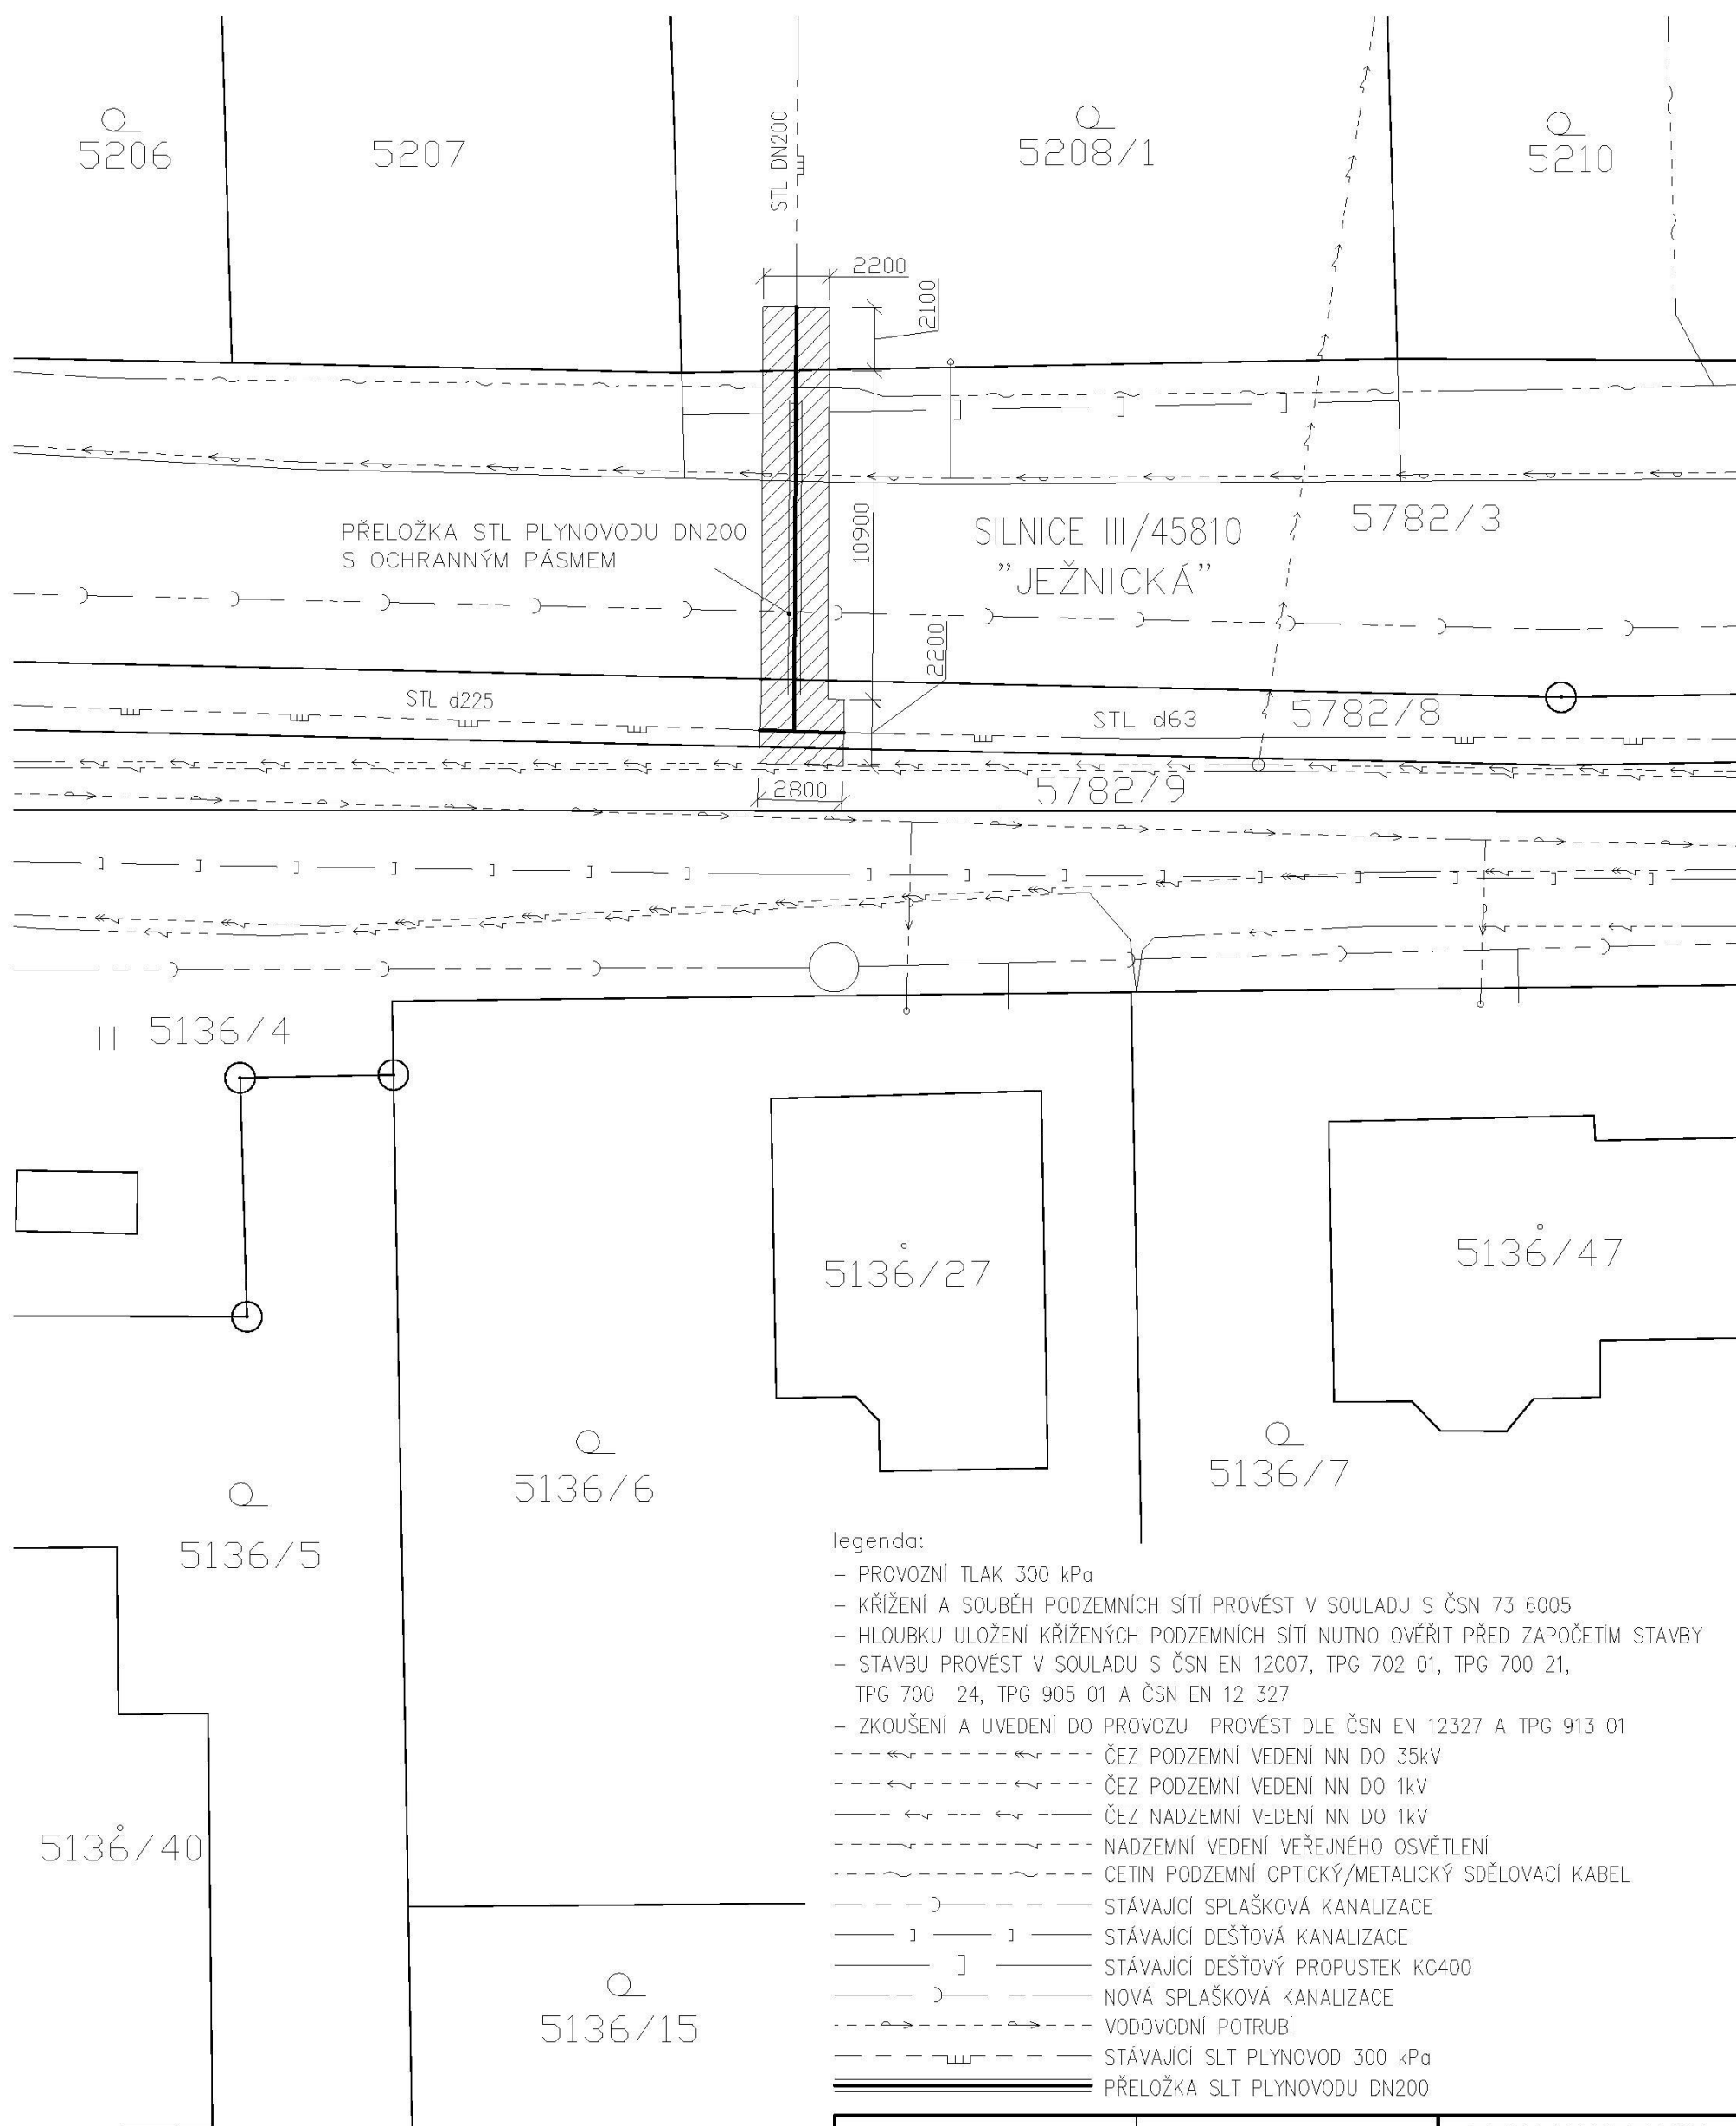 5206
5207
STL DN200
5208/1
5210
2200
2100
PŘELOŽKA STL PLYNOVODU DN200
S OCHRANNÝM PÁSMEM
10900
SILNICE III/45810
"JEŽNICKÁ"
5782/3
2200
STL d225
STL d63
5782/8
2800
5782/9
5136/4
5136/27
5136/47
5136/6
5136/7
5136/5
5136/40
5136/15
legenda:
– PROVOZNÍ TLAK 300 kPa
– KŘÍŽENÍ A SOUBĚH PODZEMNÍCH SÍTÍ PROVÉST V SOULADU S ČSN 73 6005
– HLOUBKU ULOŽENÍ KŘÍŽENÝCH PODZEMNÍCH SÍTÍ NUTNO OVĚŘIT PŘED ZAPOČETÍM STAVBY
– STAVBU PROVÉST V SOULADU S ČSN EN 12007, TPG 702 01, TPG 700 21,
TPG 700 24, TPG 905 01 A ČSN EN 12 327
– ZKOUŠENÍ A UVEDENÍ DO PROVOZU PROVÉST DLE ČSN EN 12327 A TPG 913 01
ČEZ PODZEMNÍ VEDENÍ NN DO 35kV
ČEZ PODZEMNÍ VEDENÍ NN DO 1kV
ČEZ NADZEMNÍ VEDENÍ NN DO 1kV
NADZEMNÍ VEDENÍ VEŘEJNÉHO OSVĚTLENÍ
CETIN PODZEMNÍ OPTICKÝ/METALICKÝ SDĚLOVACÍ KABEL
STÁVAJÍCÍ SPLAŠKOVÁ KANALIZACE
STÁVAJÍCÍ DEŠŤOVÁ KANALIZACE
STÁVAJÍCÍ DEŠŤOVÝ PROPUSTEK KG400
NOVÁ SPLAŠKOVÁ KANALIZACE
VODOVODNÍ POTRUBÍ
STÁVAJÍCÍ SLT PLYNOVOD 300 kPa
PŘELOŽKA SLT PLYNOVODU DN200